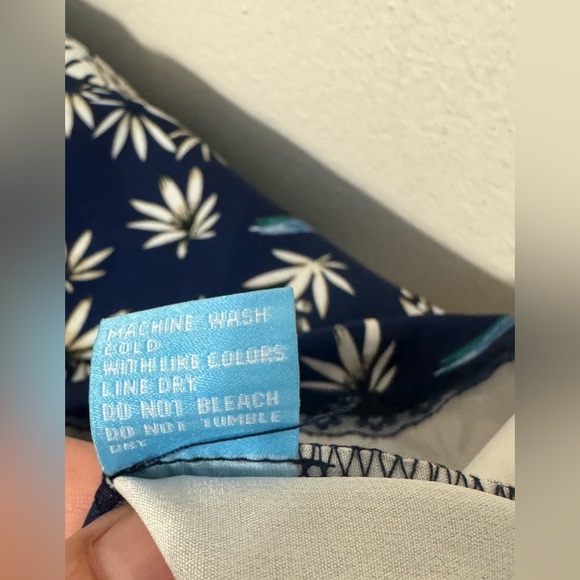 MACHINE WASH
COLD
WITH LIKE COLORS
LINE DRY
DO NOT BLEACH
DO NOT TUMBLE
DRY